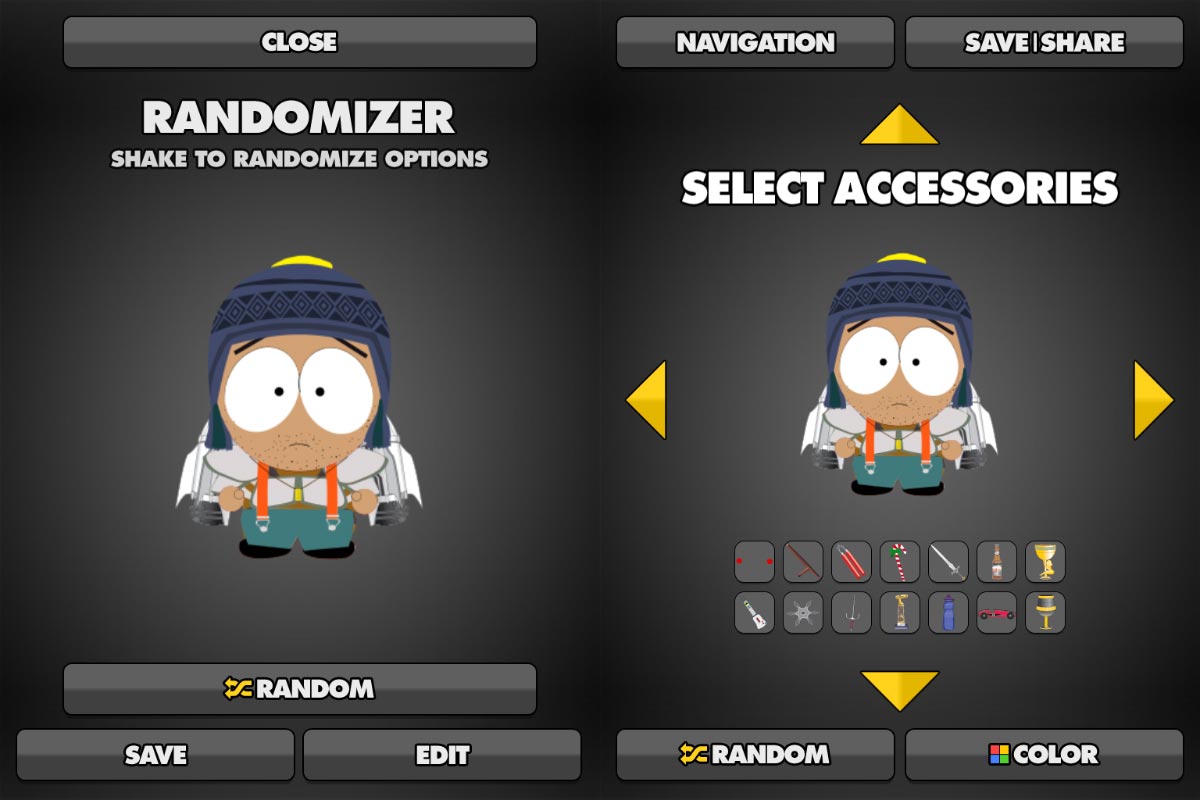 CLOSE
RANDOMIZER
SHAKE TO RANDOMIZE OPTIONS
RANDOM
SAVE
EDIT
NAVIGATION
SAVE|SHARE
SELECT ACCESSORIES
RANDOM
COLOR